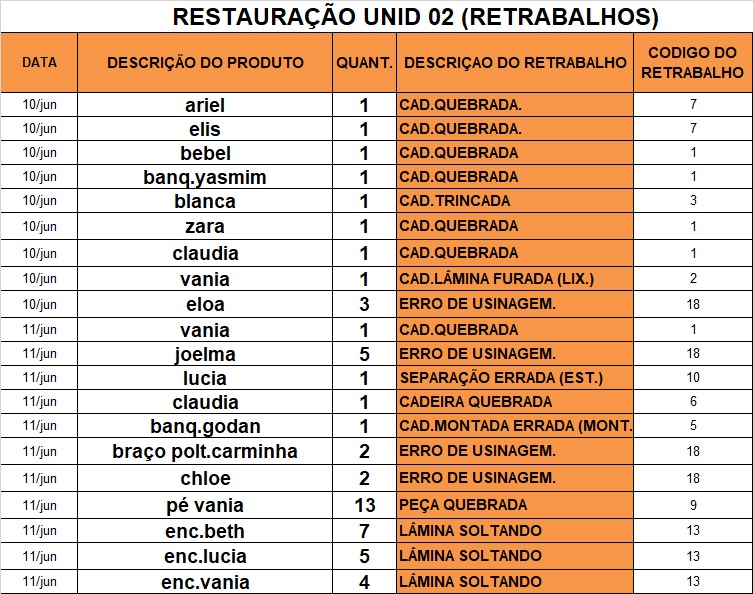 RESTAURAÇÃO UNID 02 (RETRABALHOS)
DATA DESCRIÇÃO DO PRODUTO QUANT. DESCRIÇAO DO RETRABALHO CODIGO DO RETRABALHO
10/jun ariel 1 CAD.QUEBRADA. 7
10/jun elis 1 CAD.QUEBRADA. 7
10/jun bebel 1 CAD.QUEBRADA 1
10/jun banq.yasmim 1 CAD.QUEBRADA 1
10/jun blanca 1 CAD.TRINCADA 3
10/jun zara 1 CAD.QUEBRADA 1
10/jun claudia 1 CAD.QUEBRADA 1
10/jun vania 1 CAD.LÂMINA FURADA (LIX.) 2
10/jun eloa 3 ERRO DE USINAGEM. 18
11/jun vania 1 CAD.QUEBRADA 1
11/jun joelma 5 ERRO DE USINAGEM. 18
11/jun lucia 1 SEPARAÇÃO ERRADA (EST.) 10
11/jun claudia 1 CADEIRA QUEBRADA 6
11/jun banq.godan 1 CAD.MONTADA ERRADA (MONT. 5
11/jun braço polt.carminha 2 ERRO DE USINAGEM. 18
11/jun chloe 2 ERRO DE USINAGEM. 18
11/jun pé vania 13 PEÇA QUEBRADA 9
11/jun enc.beth 7 LÂMINA SOLTANDO 13
11/jun enc.lucia 5 LÂMINA SOLTANDO 13
11/jun enc.vania 4 LÂMINA SOLTANDO 13